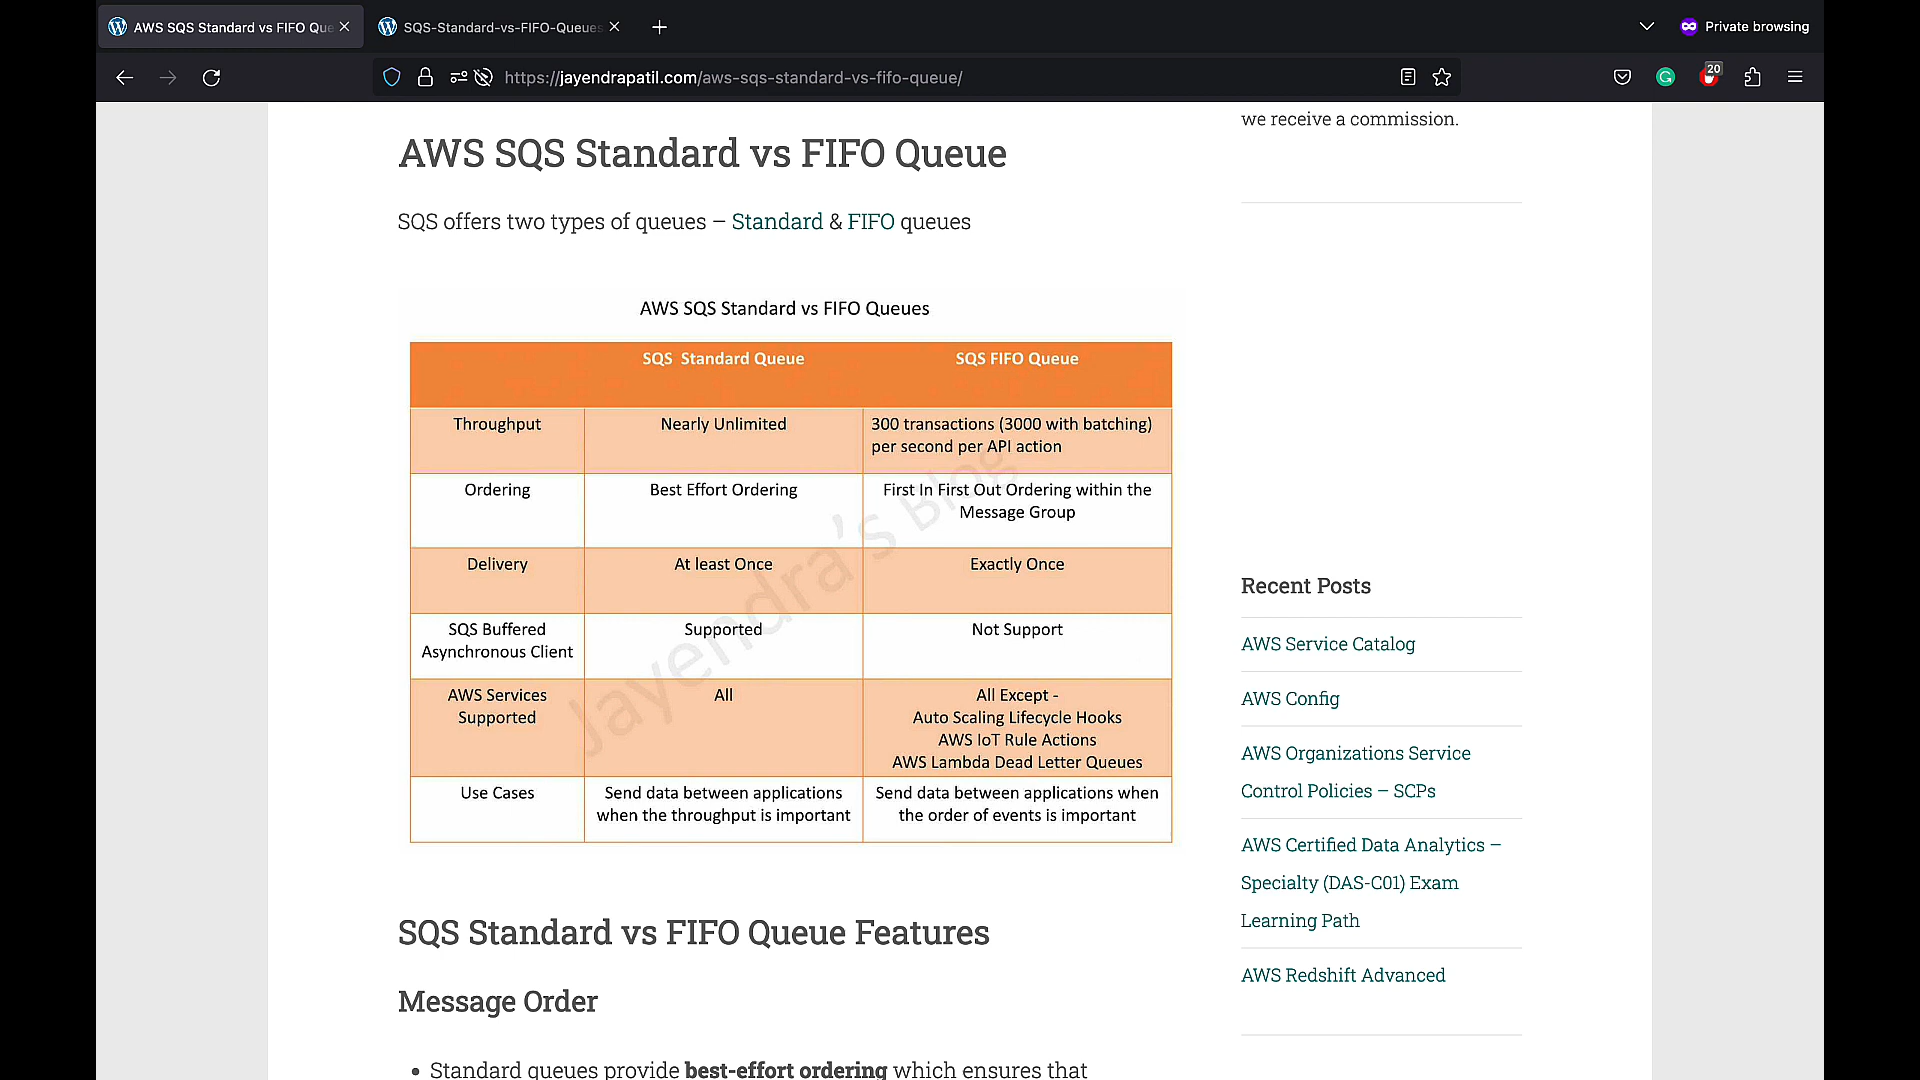 AWS SQS Standard vs FIFO Que
SQS-Standard-vs-FIFO-Queues
Private browsing
https://jayendrapatil.com/aws-sqs-standard-vs-fifo-queue/
20
we receive a commission.
AWS SQS Standard vs FIFO Queue
SQS offers two types of queues – Standard & FIFO queues
AWS SQS Standard vs FIFO Queues
SQS Standard Queue
SQS FIFO Queue
Throughput
Nearly Unlimited
300 transactions (3000 with batching)
per second per API action
Ordering
Best Effort Ordering
First In First Out Ordering within the
Message Group
Delivery
At least Once
Exactly Once
SQS Buffered
Asynchronous Client
Supported
Not Support
AWS Services
Supported
All
All Except -
Auto Scaling Lifecycle Hooks
AWS IoT Rule Actions
AWS Lambda Dead Letter Queues
Use Cases
Send data between applications
when the throughput is important
Send data between applications when
the order of events is important
Jayendra's Blog
SQS Standard vs FIFO Queue Features
Message Order
• Standard queues provide best-effort ordering which ensures that
Recent Posts
AWS Service Catalog
AWS Config
AWS Organizations Service
Control Policies – SCPs
AWS Certified Data Analytics –
Specialty (DAS-C01) Exam
Learning Path
AWS Redshift Advanced